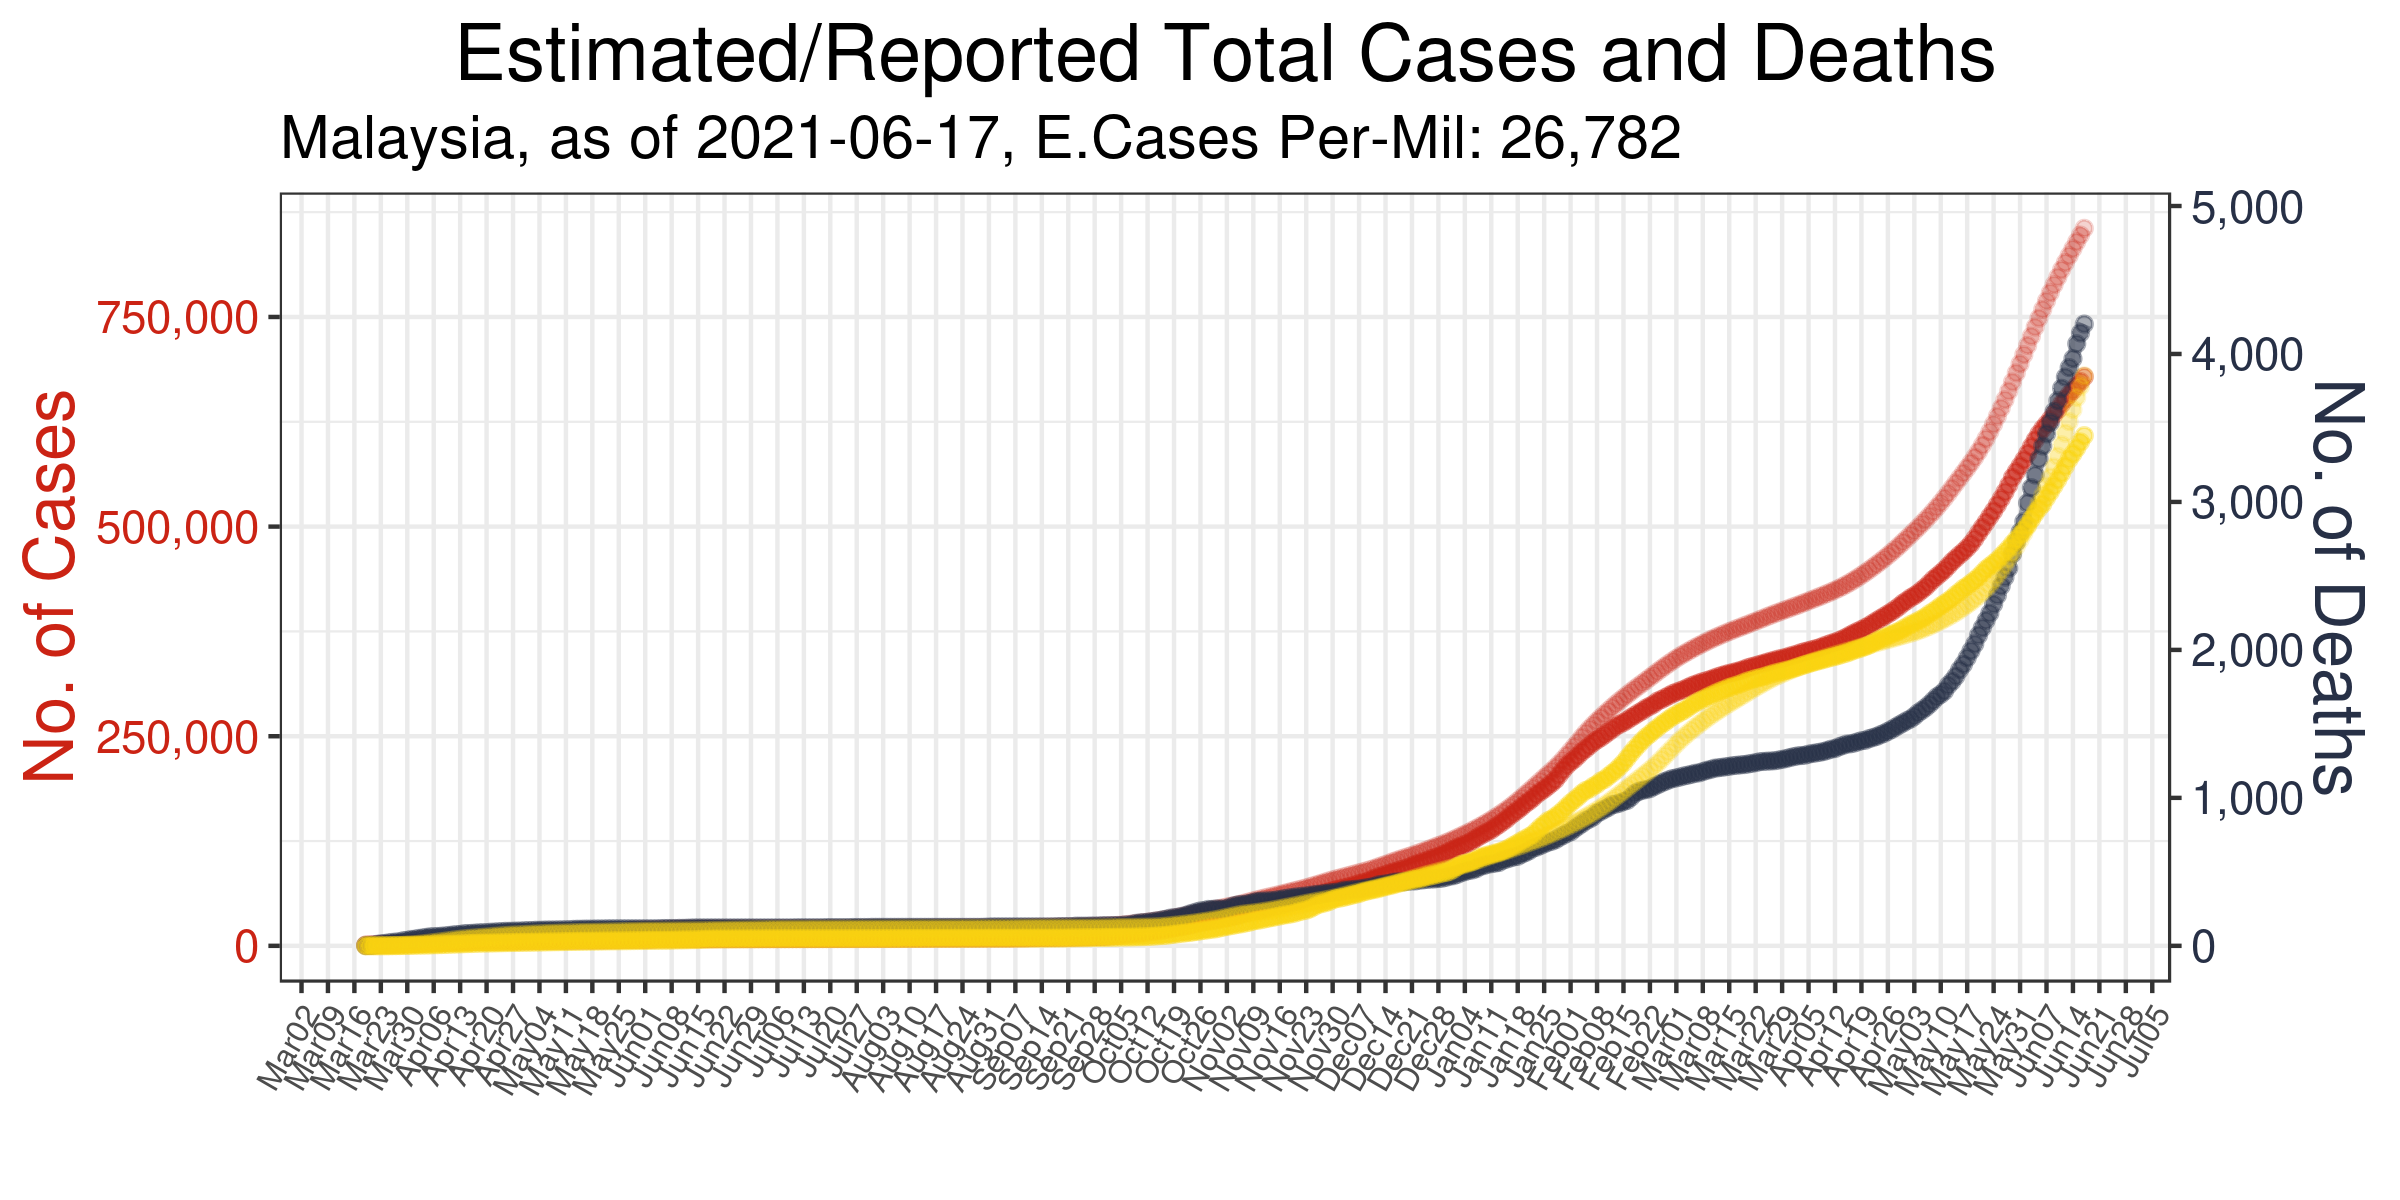 Estimated/Reported Total Cases and Deaths
Malaysia, as of 2021-06-17, E.Cases Per-Mil: 26,782
No. of Cases
750,000
500,000
250,000
0
5,000
4,000
3,000
2,000
1,000
0
No. of Deaths
Mar02
Mar09
Mar16
Mar23
Mar30
Apr06
Apr13
Apr20
Apr27
May04
May11
May18
May25
Jun01
Jun08
Jun15
Jun22
Jun29
Jul06
Jul13
Jul20
Jul27
Aug03
Aug10
Aug17
Aug24
Aug31
Sep07
Sep14
Sep21
Sep28
Oct05
Oct12
Oct19
Oct26
Nov02
Nov09
Nov16
Nov23
Nov30
Dec07
Dec14
Dec21
Dec28
Jan04
Jan11
Jan18
Jan25
Feb01
Feb08
Feb15
Feb22
Mar01
Mar08
Mar15
Mar22
Mar29
Apr05
Apr12
Apr19
Apr26
May03
May10
May17
May24
May31
Jun07
Jun14
Jun21
Jun28
Jul05